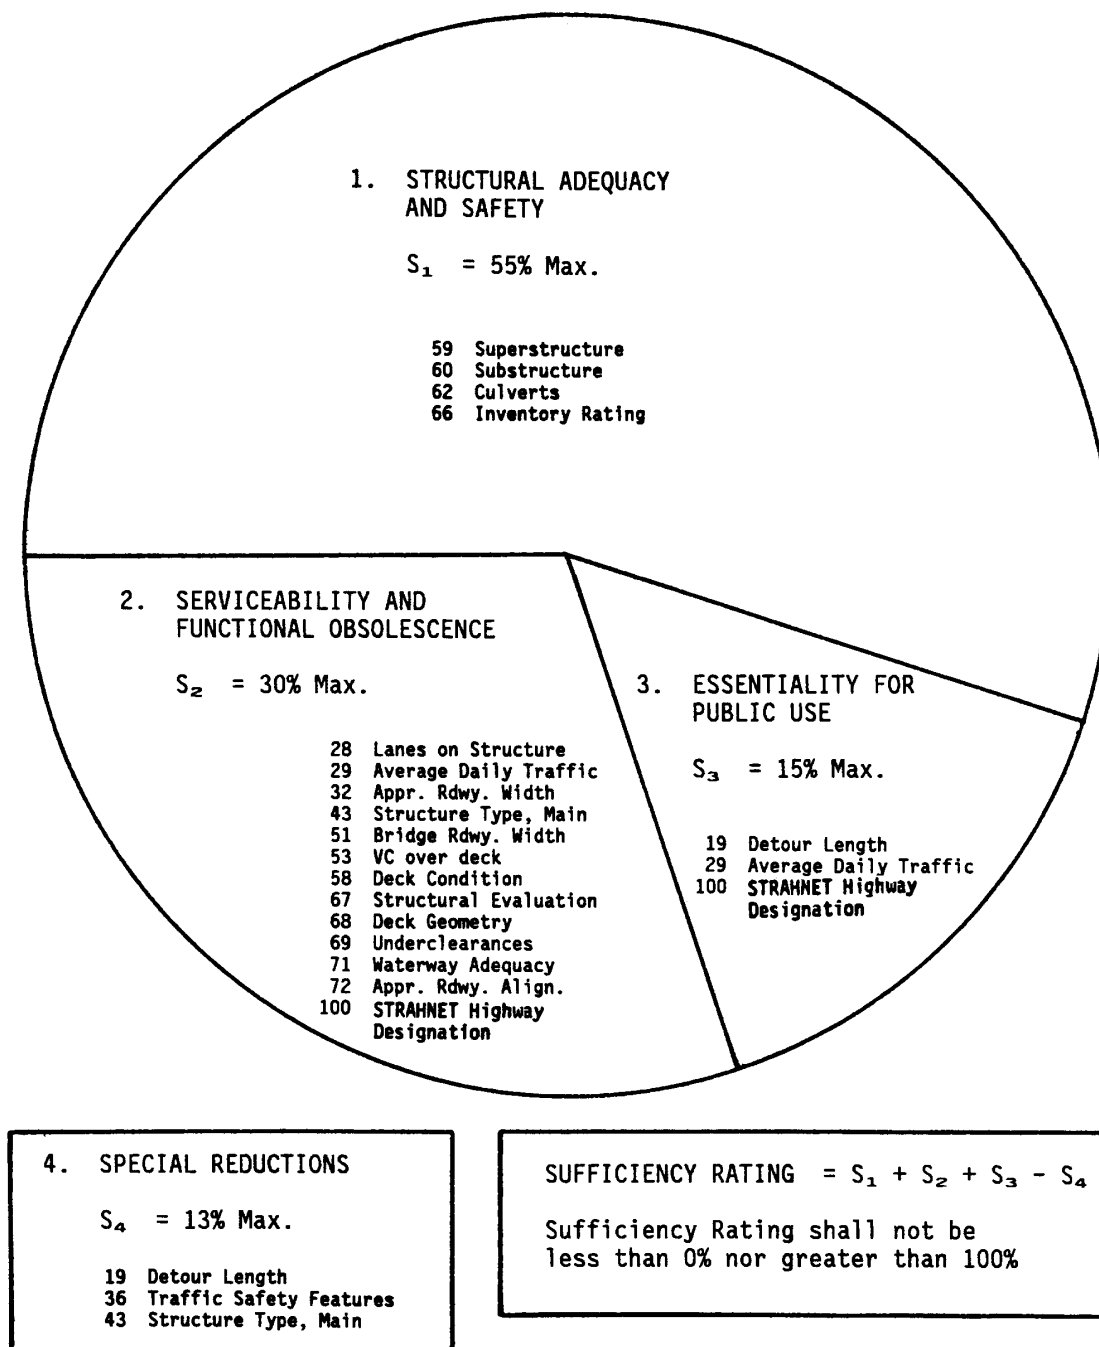 1. STRUCTURAL ADEQUACY
AND SAFETY
S₁ = 55% Max.
59 Superstructure
60 Substructure
62 Culverts
66 Inventory Rating
2. SERVICEABILITY AND
FUNCTIONAL OBSOLESCENCE
S₂ = 30% Max.
28 Lanes on Structure
29 Average Daily Traffic
32 Appr. Rdwy. Width
43 Structure Type, Main
51 Bridge Rdwy. Width
53 VC over deck
58 Deck Condition
67 Structural Evaluation
68 Deck Geometry
69 Underclearances
71 Waterway Adequacy
72 Appr. Rdwy. Align.
100 STRAHNET Highway
Designation
3. ESSENTIALITY FOR
PUBLIC USE
S₃ = 15% Max.
19 Detour Length
29 Average Daily Traffic
100 STRAHNET Highway
Designation
4. SPECIAL REDUCTIONS
S₄ = 13% Max.
19 Detour Length
36 Traffic Safety Features
43 Structure Type, Main
SUFFICIENCY RATING = S₁ + S₂ + S₃ - S₄
Sufficiency Rating shall not be
less than 0% nor greater than 100%